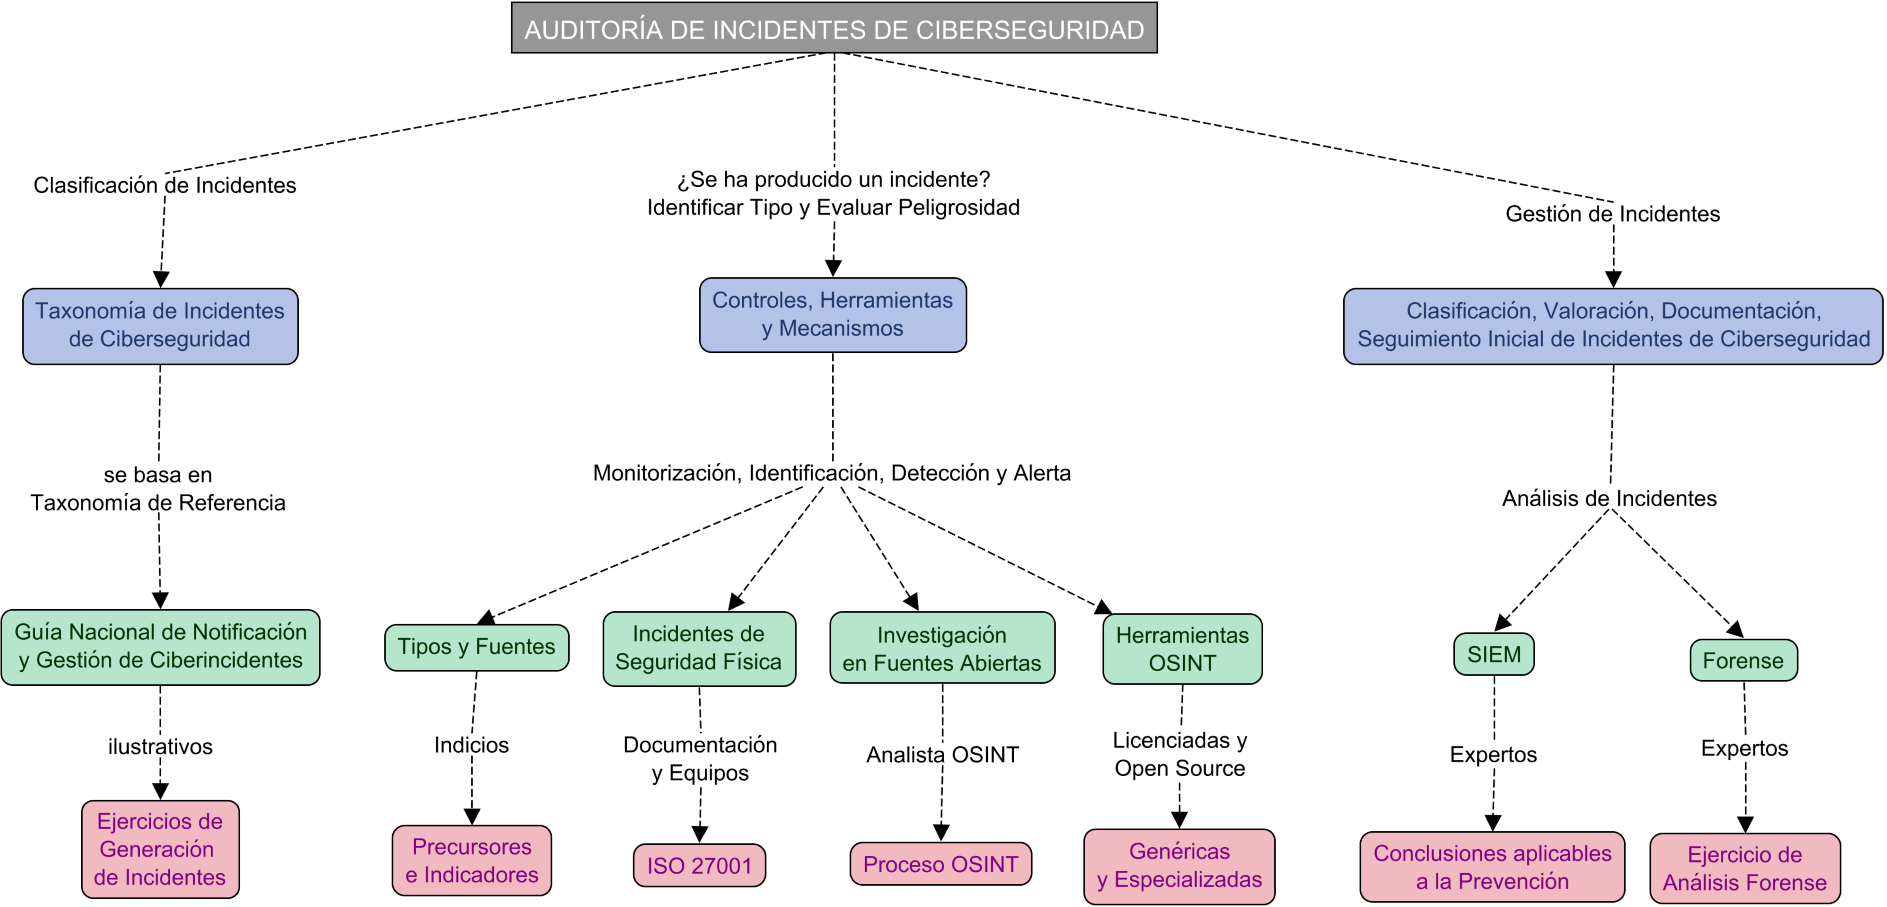 AUDITORÍA DE INCIDENTES DE CIBERSEGURIDAD
Clasificación de Incidentes
¿Se ha producido un incidente?
Identificar Tipo y Evaluar Peligrosidad
Gestión de Incidentes
Taxonomía de Incidentes
de Ciberseguridad
Controles, Herramientas
y Mecanismos
Clasificación, Valoración, Documentación,
Seguimiento Inicial de Incidentes de Ciberseguridad
se basa en
Taxonomía de Referencia
Monitorización, Identificación, Detección y Alerta
Análisis de Incidentes
Guía Nacional de Notificación
y Gestión de Ciberincidentes
Tipos y Fuentes
Incidentes de
Seguridad Física
Investigación
en Fuentes Abiertas
Herramientas
OSINT
SIEM
Forense
ilustrativos
Indicios
Documentación
y Equipos
Analista OSINT
Licenciadas y
Open Source
Expertos
Expertos
Ejercicios de
Generación
de Incidentes
Precursores
e Indicadores
ISO 27001
Proceso OSINT
Genéricas
y Especializadas
Conclusiones aplicables
a la Prevención
Ejercicio de
Análisis Forense